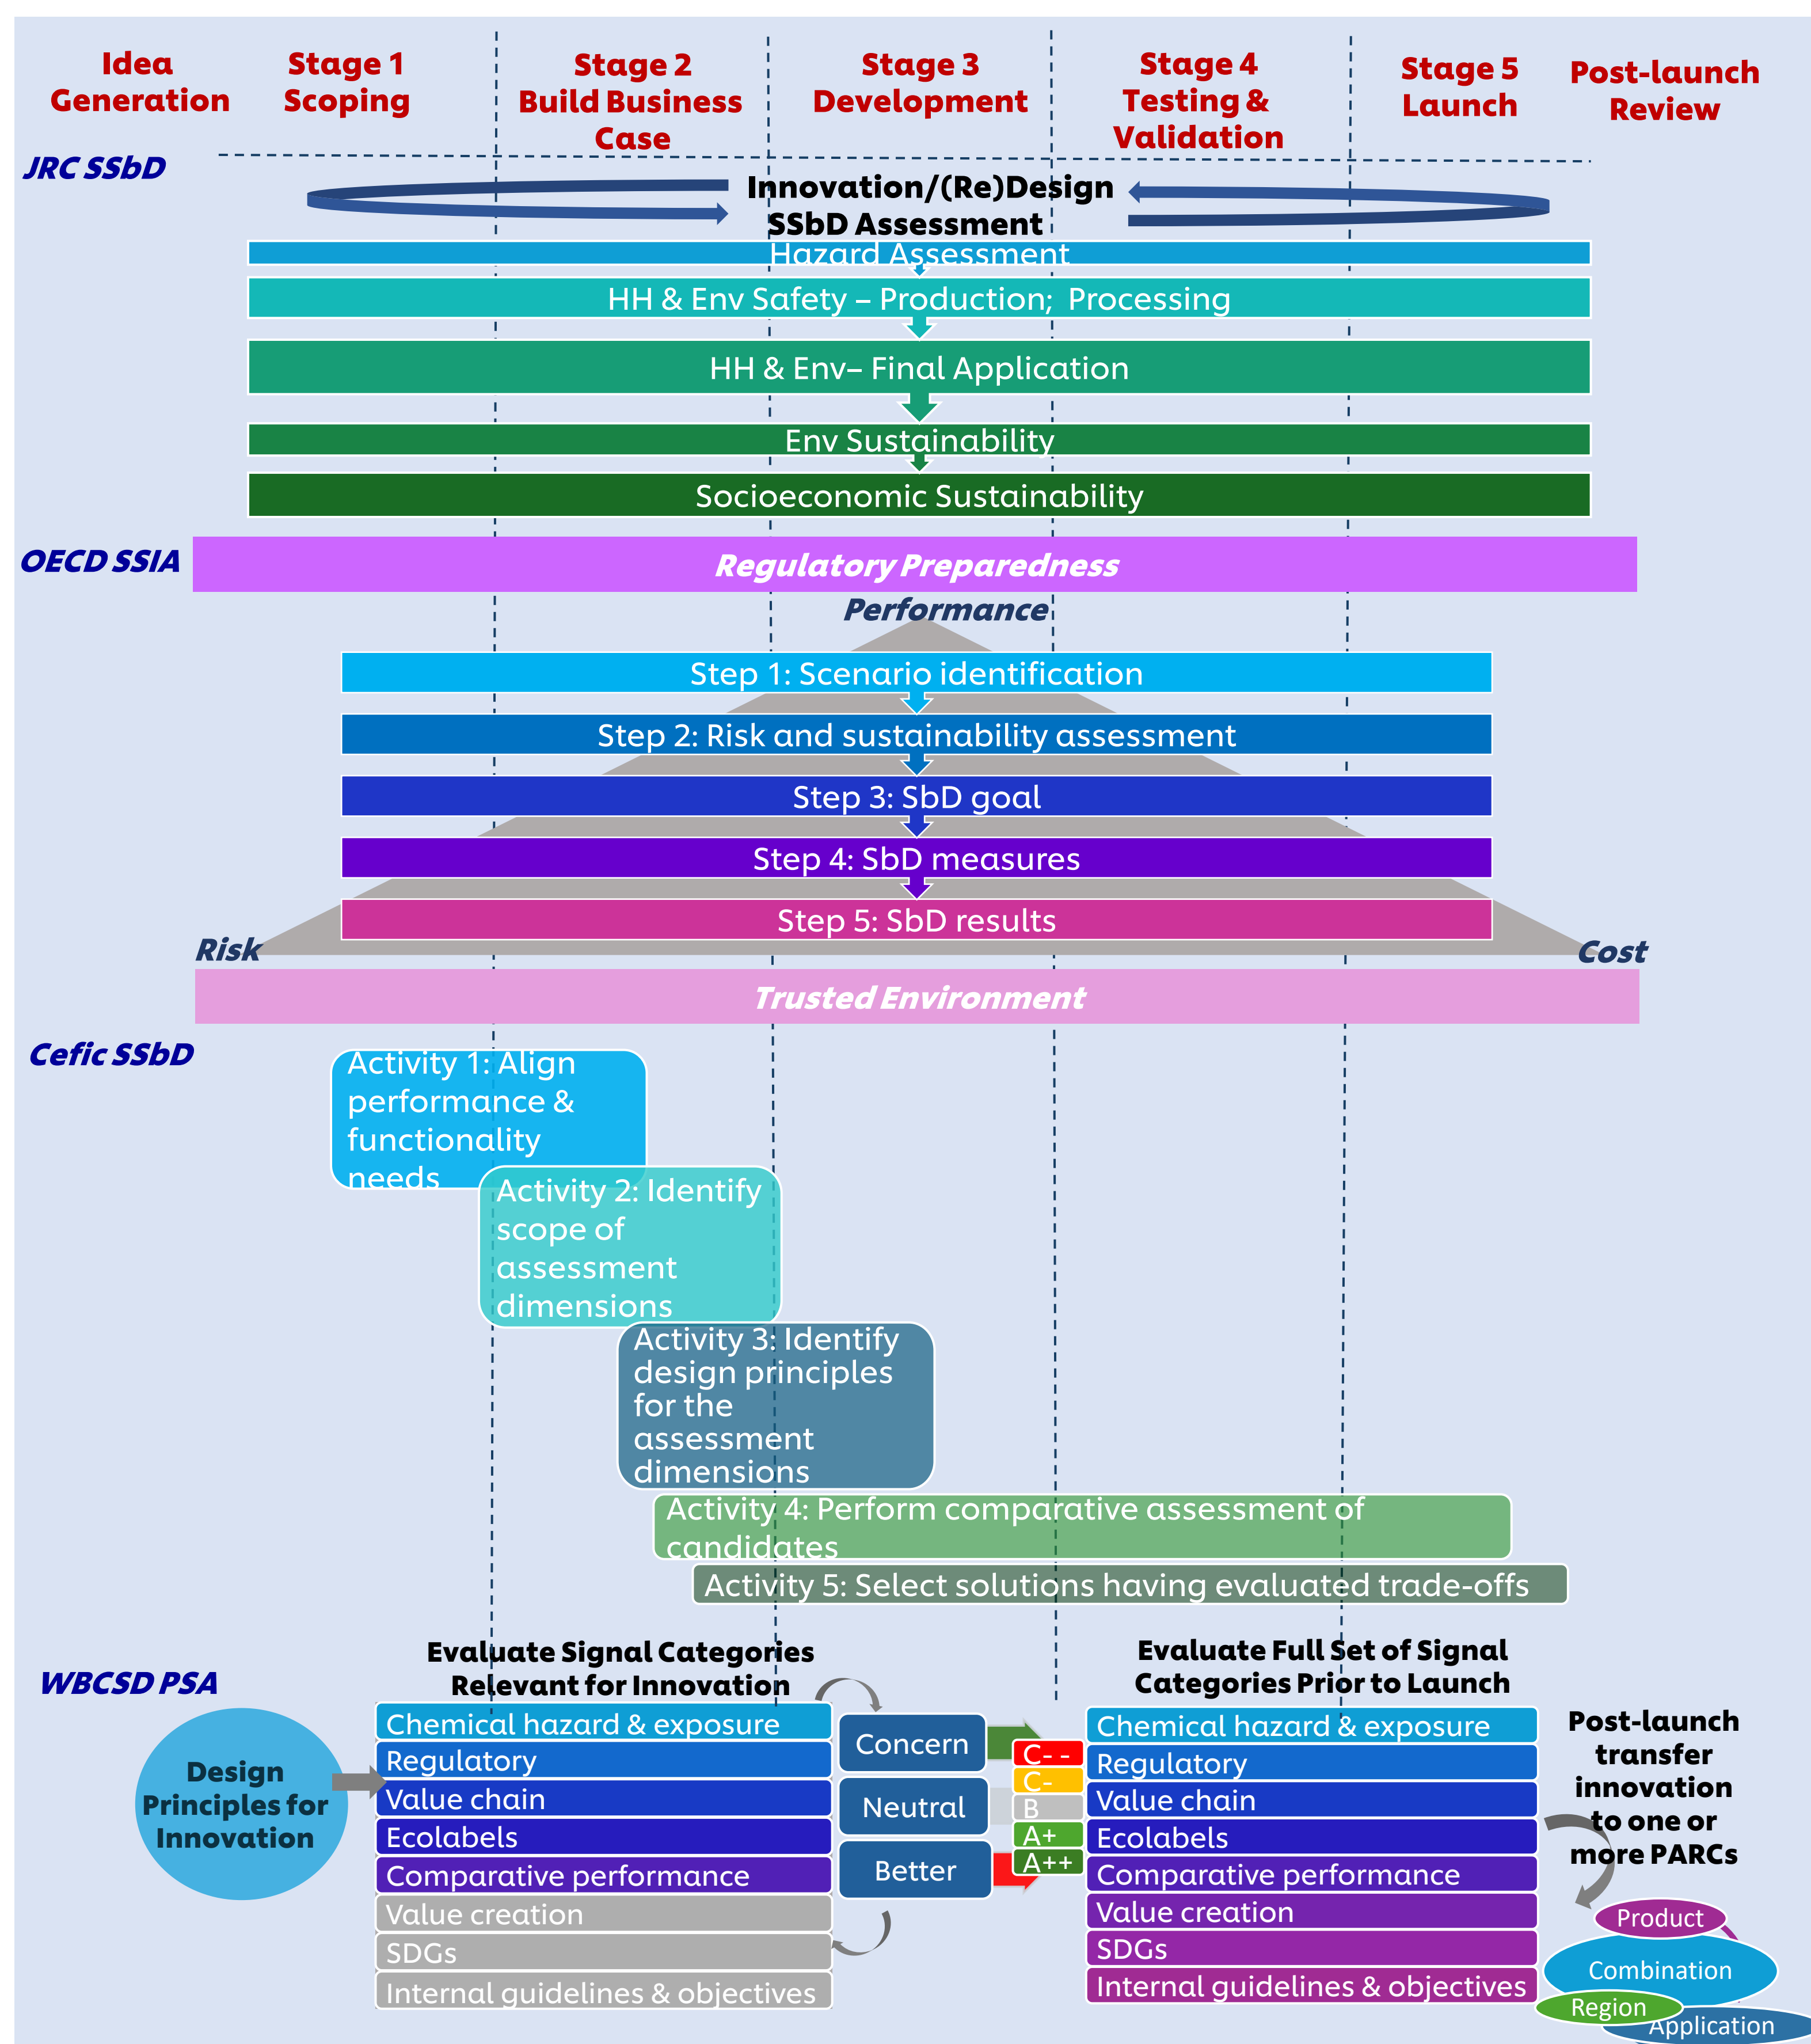 Idea
Generation
Stage 1
Scoping
Stage 2
Build Business
Case
Stage 3
Development
Stage 4
Testing &
Validation
Stage 5
Launch
Post-launch
Review
JRC SSbD
Innovation/(Re)Design
SSbD Assessment
Hazard Assessment
HH & Env Safety – Production;  Processing
HH & Env– Final Application
Env Sustainability
Socioeconomic Sustainability
OECD SSIA
Regulatory Preparedness
Performance
Step 1: Scenario identification
Step 2: Risk and sustainability assessment
Step 3: SbD goal
Step 4: SbD measures
Step 5: SbD results
Risk
Cost
Trusted Environment
Cefic SSbD
Activity 1: Align
performance &
functionality
needs
Activity 2: Identify
scope of
assessment
dimensions
Activity 3: Identify
design principles
for the
assessment
dimensions
Activity 4: Perform comparative assessment of
candidates
Activity 5: Select solutions having evaluated trade-offs
WBCSD PSA
Evaluate Signal Categories
Relevant for Innovation
Evaluate Full Set of Signal
Categories Prior to Launch
Design
Principles for
Innovation
Chemical hazard & exposure
Regulatory
Value chain
Ecolabels
Comparative performance
Value creation
SDGs
Internal guidelines & objectives
Concern
Neutral
Better
C- -
C-
B
A+
A++
Chemical hazard & exposure
Regulatory
Value chain
Ecolabels
Comparative performance
Value creation
SDGs
Internal guidelines & objectives
Post-launch
transfer
innovation
to one or
more PARCs
Product
Combination
Region
Application